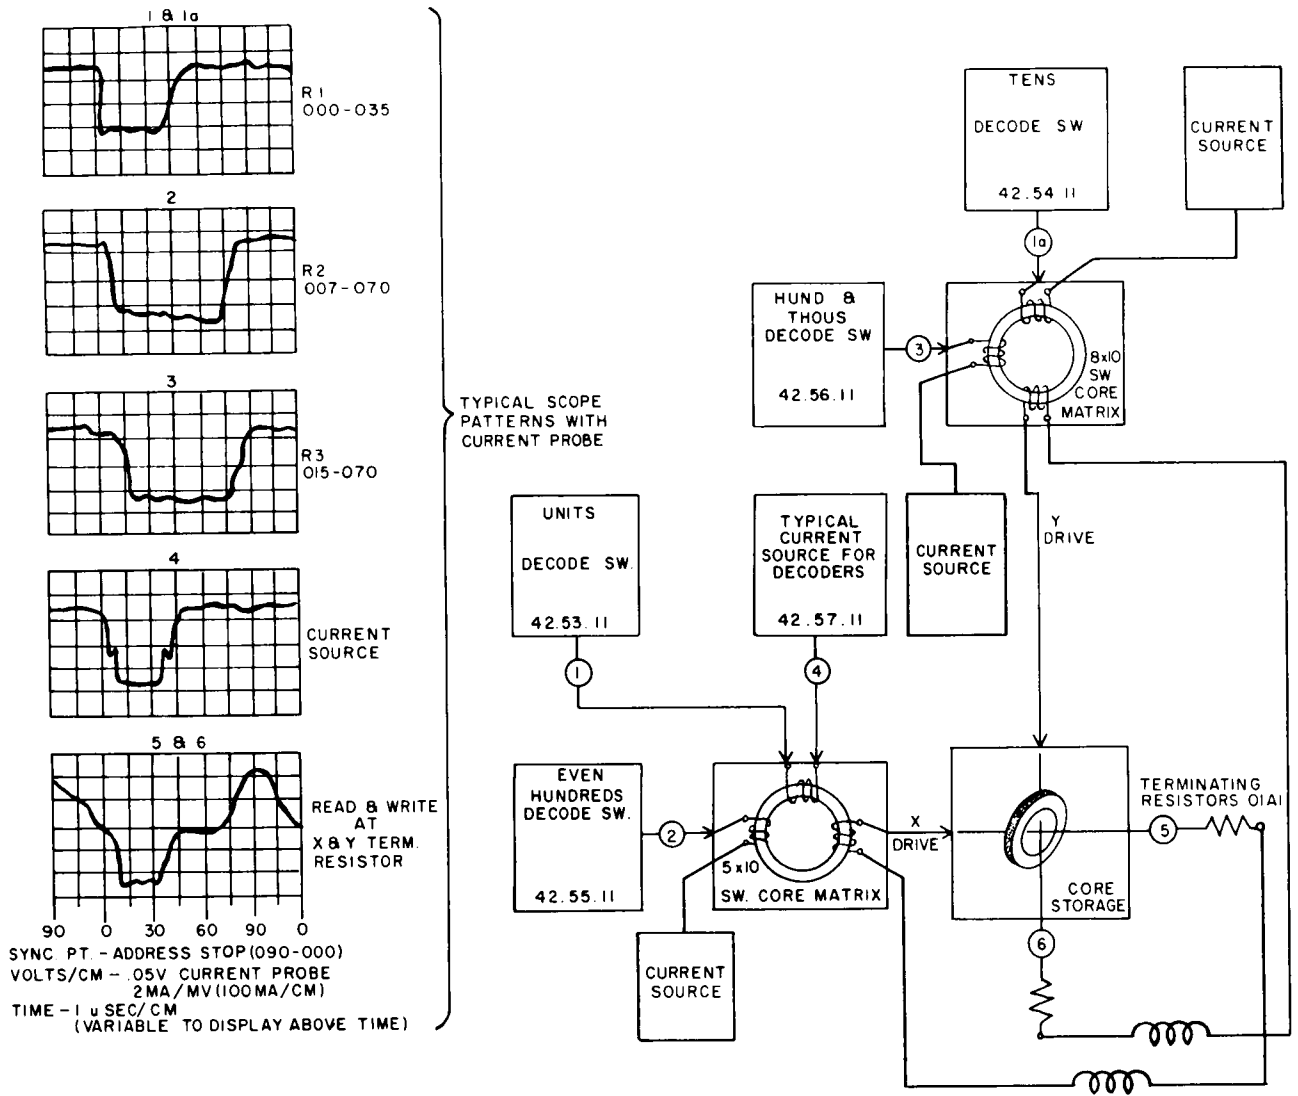 1 & 1a
R1
000-035
2
R2
007-070
3
R3
015-070
4
CURRENT
SOURCE
5 & 6
READ & WRITE
AT
X & Y TERM.
RESISTOR
90 0 30 60 90 0
SYNC. PT. - ADDRESS STOP (090-000)
VOLTS/CM - .05V CURRENT PROBE
2MA/MV (100MA/CM)
TIME - 1 u SEC/CM
(VARIABLE TO DISPLAY ABOVE TIME)
TYPICAL SCOPE
PATTERNS WITH
CURRENT PROBE
TENS
DECODE SW
42.54 11
CURRENT
SOURCE
1a
HUND &
THOUS
DECODE SW
42.56.11
3
8x10
SW
CORE
MATRIX
UNITS
DECODE SW.
42.53.11
TYPICAL
CURRENT
SOURCE FOR
DECODERS
42.57.11
CURRENT
SOURCE
Y
DRIVE
1
4
EVEN
HUNDREDS
DECODE SW.
42.55.11
2
5x10
SW. CORE MATRIX
X
DRIVE
CORE
STORAGE
TERMINATING
RESISTORS 01A1
5
6
CURRENT
SOURCE